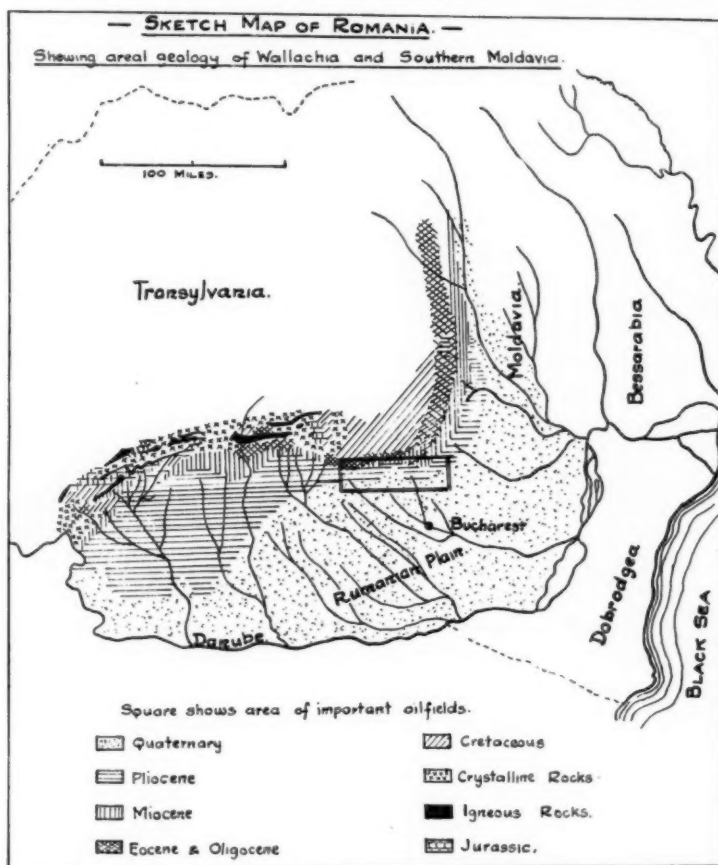 — SKETCH MAP OF ROMANIA. —
Showing areal geology of Wallachia and Southern Moldavia.
100 MILES.
Transylvania.
Moldavia.
Bessarabia
Bucharest
Rumanian Plain.
Dobrodgea
Danube
BLACK SEA
Square shows area of important oilfields.
Quaternary
Pliocene
Miocene
Eocene & Oligocene
Cretaceous
Crystalline Rocks
Igneous Rocks.
Jurassic.